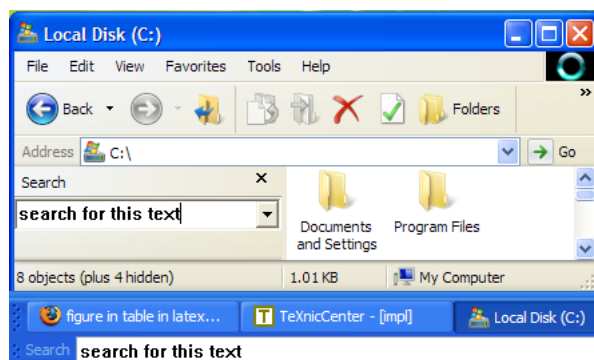 Local Disk (C:)
File Edit View Favorites Tools Help
Back Folders »
Address C:\ Go
Search ×
search for this text
Documents and Settings
Program Files
8 objects (plus 4 hidden) 1.01 KB My Computer
figure in table in latex... TeXnicCenter - [impl] Local Disk (C:)
Search search for this text